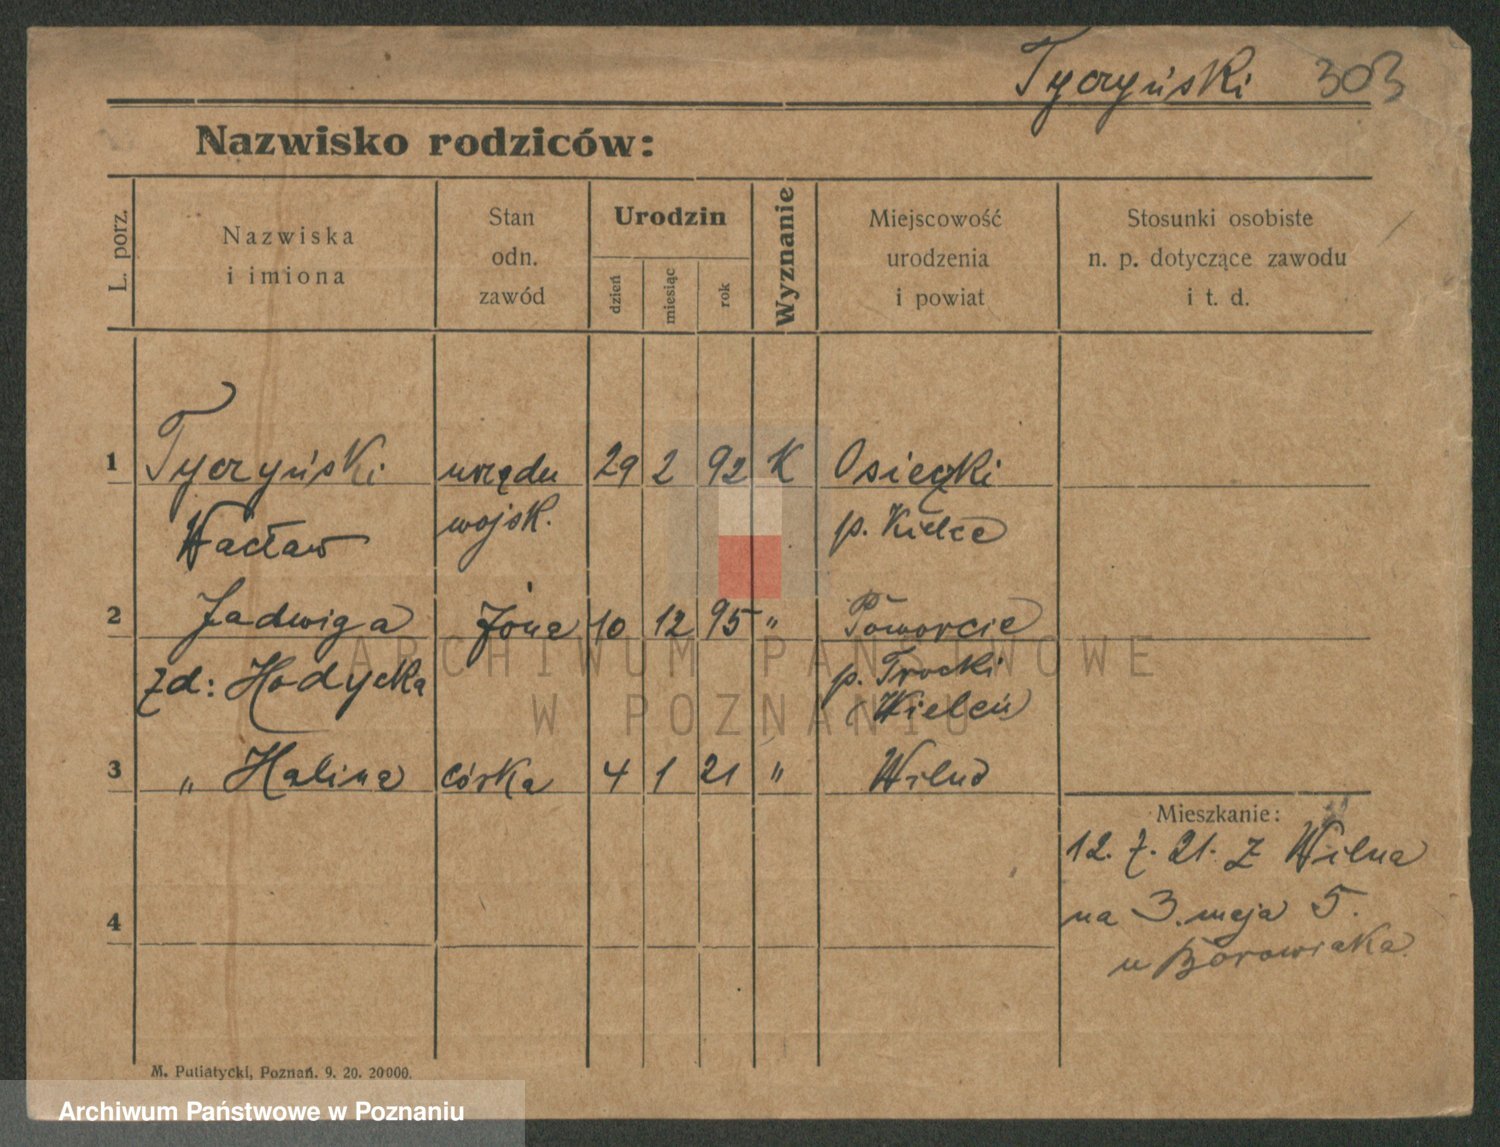 Tyczyński 303
Nazwisko rodziców:
L. porz.
Nazwiska
i imiona
Stan
odn.
zawód
Urodzin
dzień
miesiąc
rok
Wyznanie
Miejscowość
urodzenia
i powiat
Stosunki osobiste
n. p. dotyczące zawodu
i t. d.
1 Tyczyński urzędn 29 2 92 K Osieczki
Wacław wojsk. p. Kielce
2 Jadwiga żona 10 12 95 "
zd: Hodycka p. Trocki
3 " Halina córka 4 1 21 " Wilno
Mieszkanie:
12. 7. 21. z Wilna
na 3. maja 5.
u Borowiaka
4
M. Putiatycki, Poznań. 9. 20. 20000.
ARCHIWUM PAŃSTWOWE
W POZNANIU
Archiwum Państwowe w Poznaniu